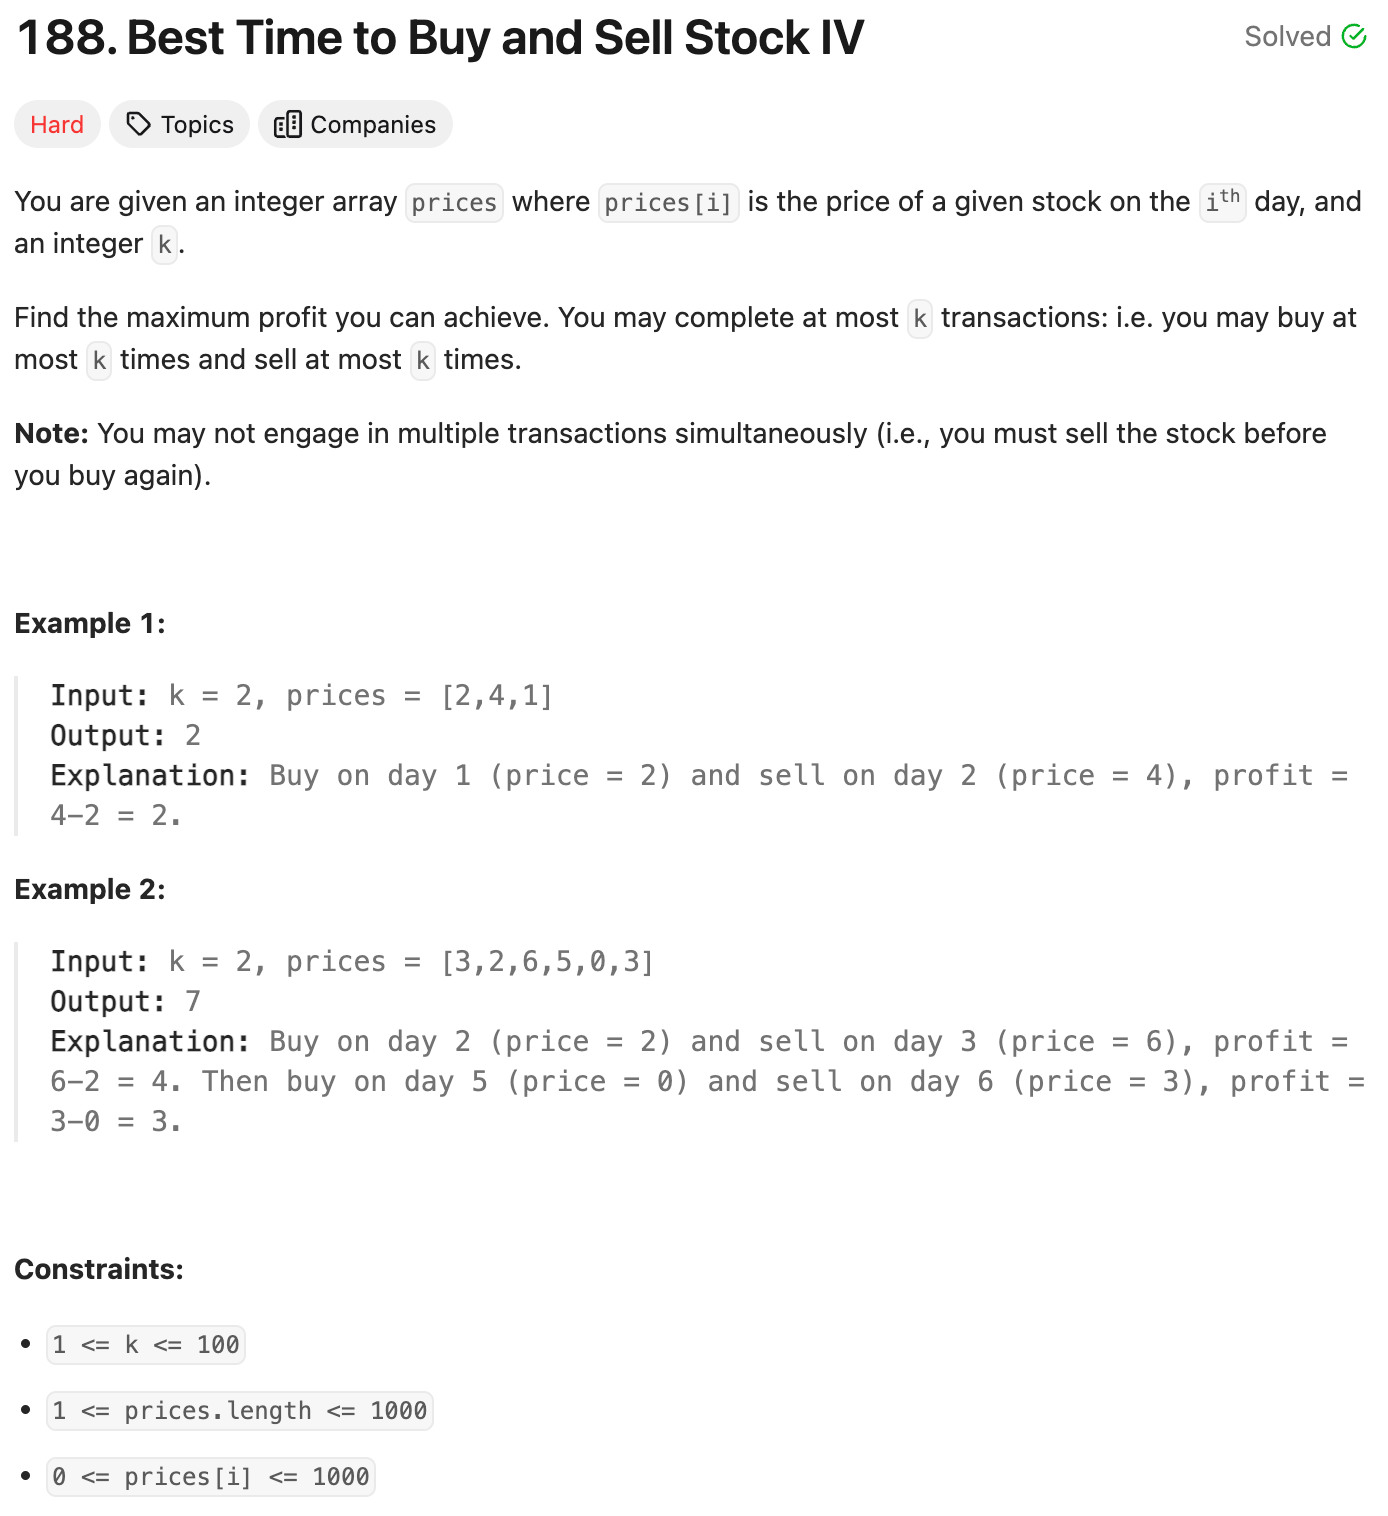 188. Best Time to Buy and Sell Stock IV
Solved
Hard
Topics
Companies
You are given an integer array prices where prices[i] is the price of a given stock on the ith day, and
an integer k.
Find the maximum profit you can achieve. You may complete at most k transactions: i.e. you may buy at
most k times and sell at most k times.
Note: You may not engage in multiple transactions simultaneously (i.e., you must sell the stock before
you buy again).
Example 1:
Input: k = 2, prices = [2,4,1]
Output: 2
Explanation: Buy on day 1 (price = 2) and sell on day 2 (price = 4), profit =
4-2 = 2.
Example 2:
Input: k = 2, prices = [3,2,6,5,0,3]
Output: 7
Explanation: Buy on day 2 (price = 2) and sell on day 3 (price = 6), profit =
6-2 = 4. Then buy on day 5 (price = 0) and sell on day 6 (price = 3), profit =
3-0 = 3.
Constraints:
• 1 <= k <= 100
• 1 <= prices.length <= 1000
• 0 <= prices[i] <= 1000